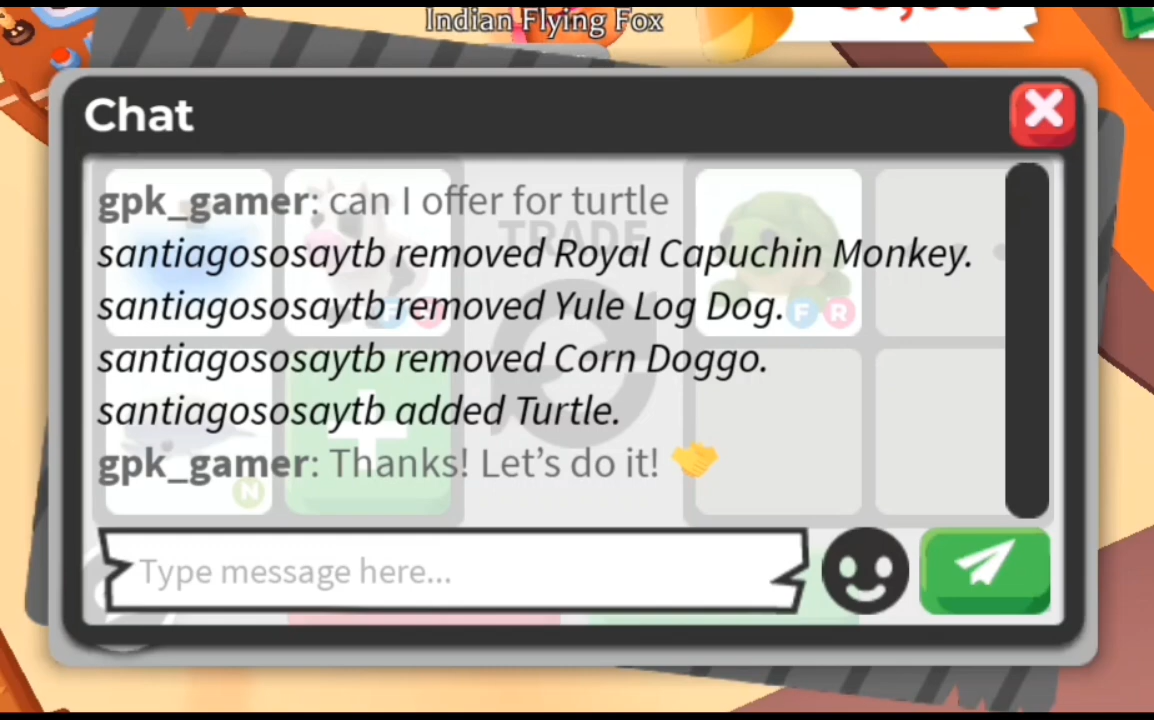 Indian Flying Fox
Chat
gpk_gamer: can I offer for turtle
TRADE
santiagososaytb removed Royal Capuchin Monkey.
santiagososaytb removed Yule Log Dog.
F R
santiagososaytb removed Corn Doggo.
santiagososaytb added Turtle.
gpk_gamer: Thanks! Let’s do it! 🤝
N
Type message here...